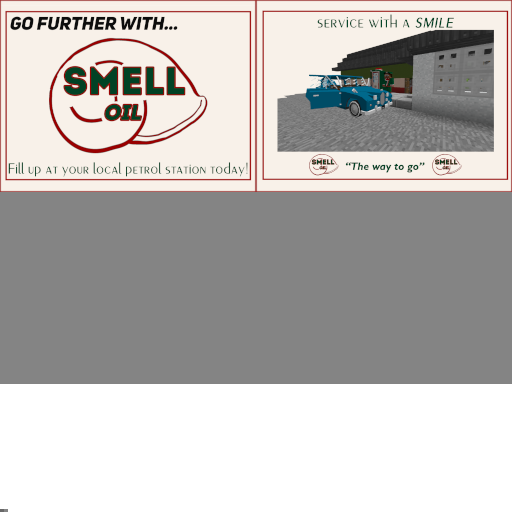 GO FURTHER WITH...
SMELL
OIL
Fill up at your local petrol station today!
SERVICE WITH A SMILE
SMELL
OIL
"The way to go"
SMELL
OIL